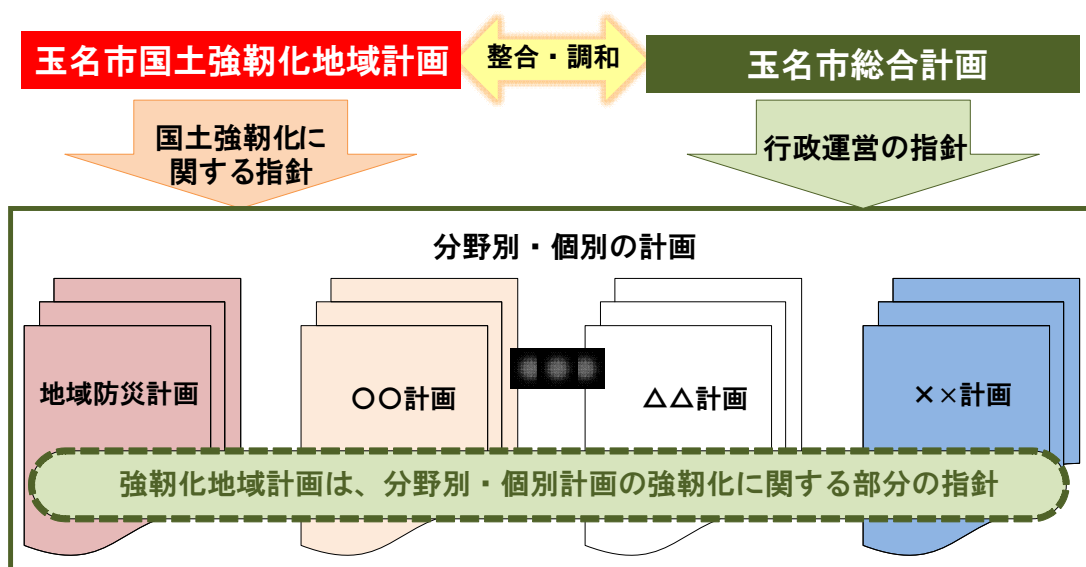 玉名市国土強靭化地域計画
整合・調和
玉名市総合計画
国土強靭化に
関する指針
行政運営の指針
分野別・個別の計画
地域防災計画
〇〇計画
△△計画
××計画
強靭化地域計画は、分野別・個別計画の強靭化に関する部分の指針